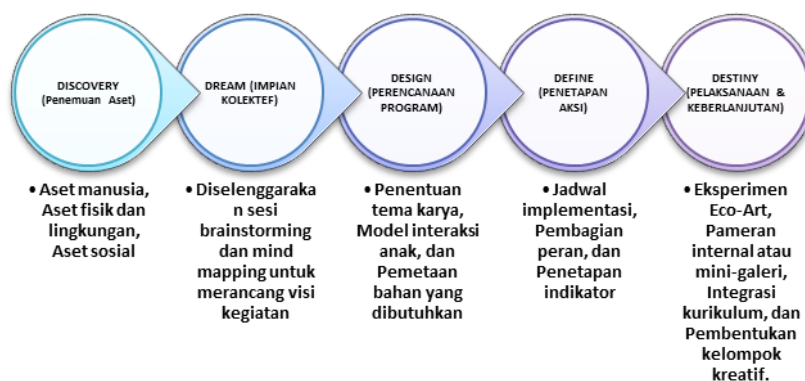 DISCOVERY
(Penemuan Aset)
• Aset manusia,
Aset fisik dan
lingkungan,
Aset sosial
DREAM (IMPIAN
KOLEKTEF)
• Diselenggaraka
n sesi
brainstorming
dan mind
mapping untuk
merancang visi
kegiatan
DESIGN
(PERENCANAAN
PROGRAM)
• Penentuan
tema karya,
Model interaksi
anak, dan
Pemetaan
bahan yang
dibutuhkan
DEFINE
(PENETAPAN
AKSI)
• Jadwal
implementasi,
Pembagian
peran, dan
Penetapan
indikator
DESTINY
(PELAKSANAAN &
KEBERLANJUTAN)
• Eksperimen
Eco-Art,
Pameran
internal atau
mini-galeri,
Integrasi
kurikulum, dan
Pembentukan
kelompok
kreatif.